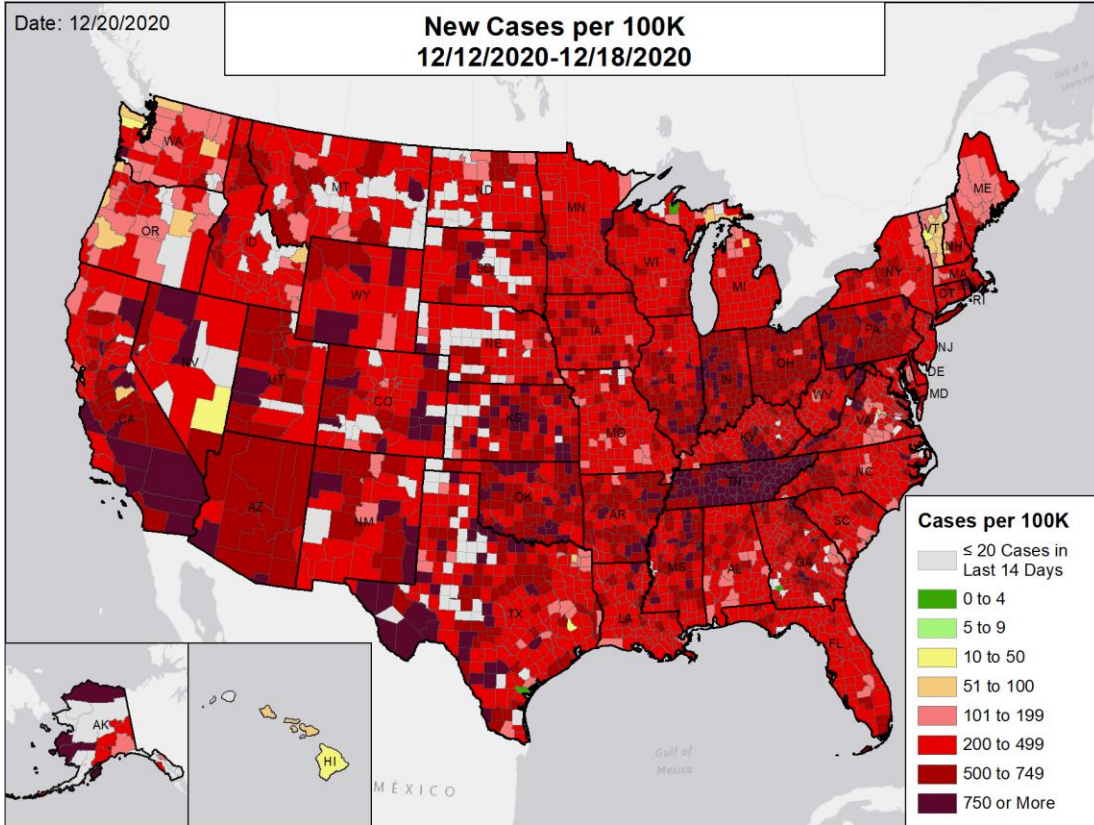 Date: 12/20/2020
New Cases per 100K
12/12/2020-12/18/2020
Gulf of St
Lawrence
WA
MT
ND
MN
ME
OR
ID
SD
WI
VT
NH
WY
MI
NY
MA
CT
RI
NE
IA
PA
NJ
NV
UT
CO
IL
IN
OH
DE
MD
WV
CA
KS
MO
KY
VA
AZ
NM
OK
AR
TN
NC
SC
MS
AL
GA
TX
LA
FL
AK
HI
MÉXICO
Gulf of
Mexico
Cases per 100K
≤ 20 Cases in
Last 14 Days
0 to 4
5 to 9
10 to 50
51 to 100
101 to 199
200 to 499
500 to 749
750 or More